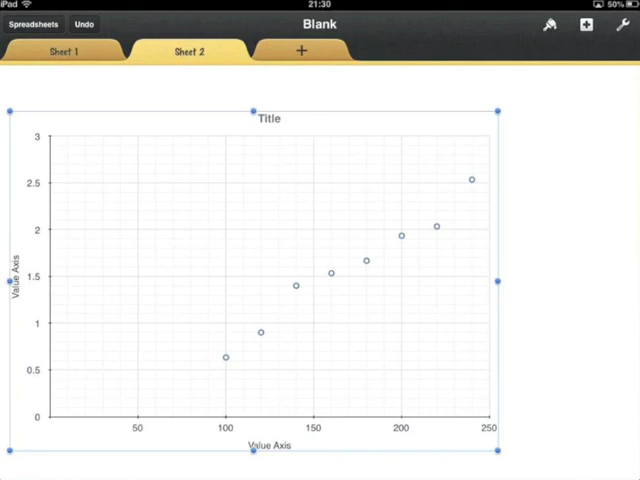 iPad 21:30 50%
Spreadsheets Undo Blank
Sheet 1 Sheet 2 +
Title
3
2.5
2
1.5
1
0.5
0
Value Axis
50 100 150 200 250
Value Axis